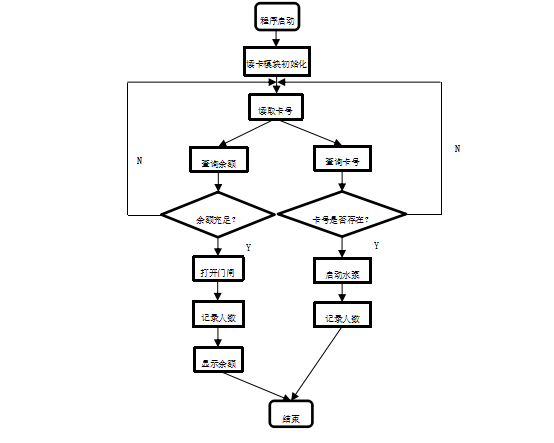 程序启动
读卡模块初始化
读取卡号
查询余额
查询卡号
N
N
余额充足?
卡号是否存在?
Y
Y
打开门闸
启动水泵
记录人数
记录人数
显示余额
结束